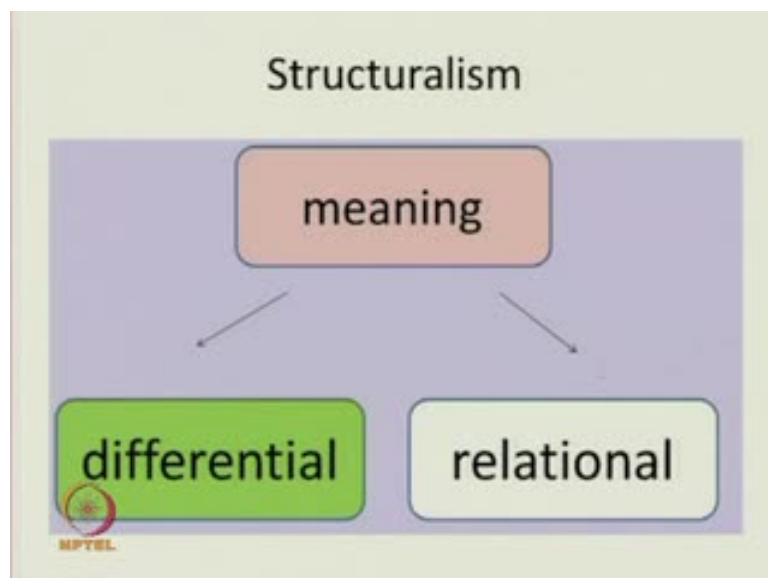 Structuralism
meaning
differential
relational
NPTEL